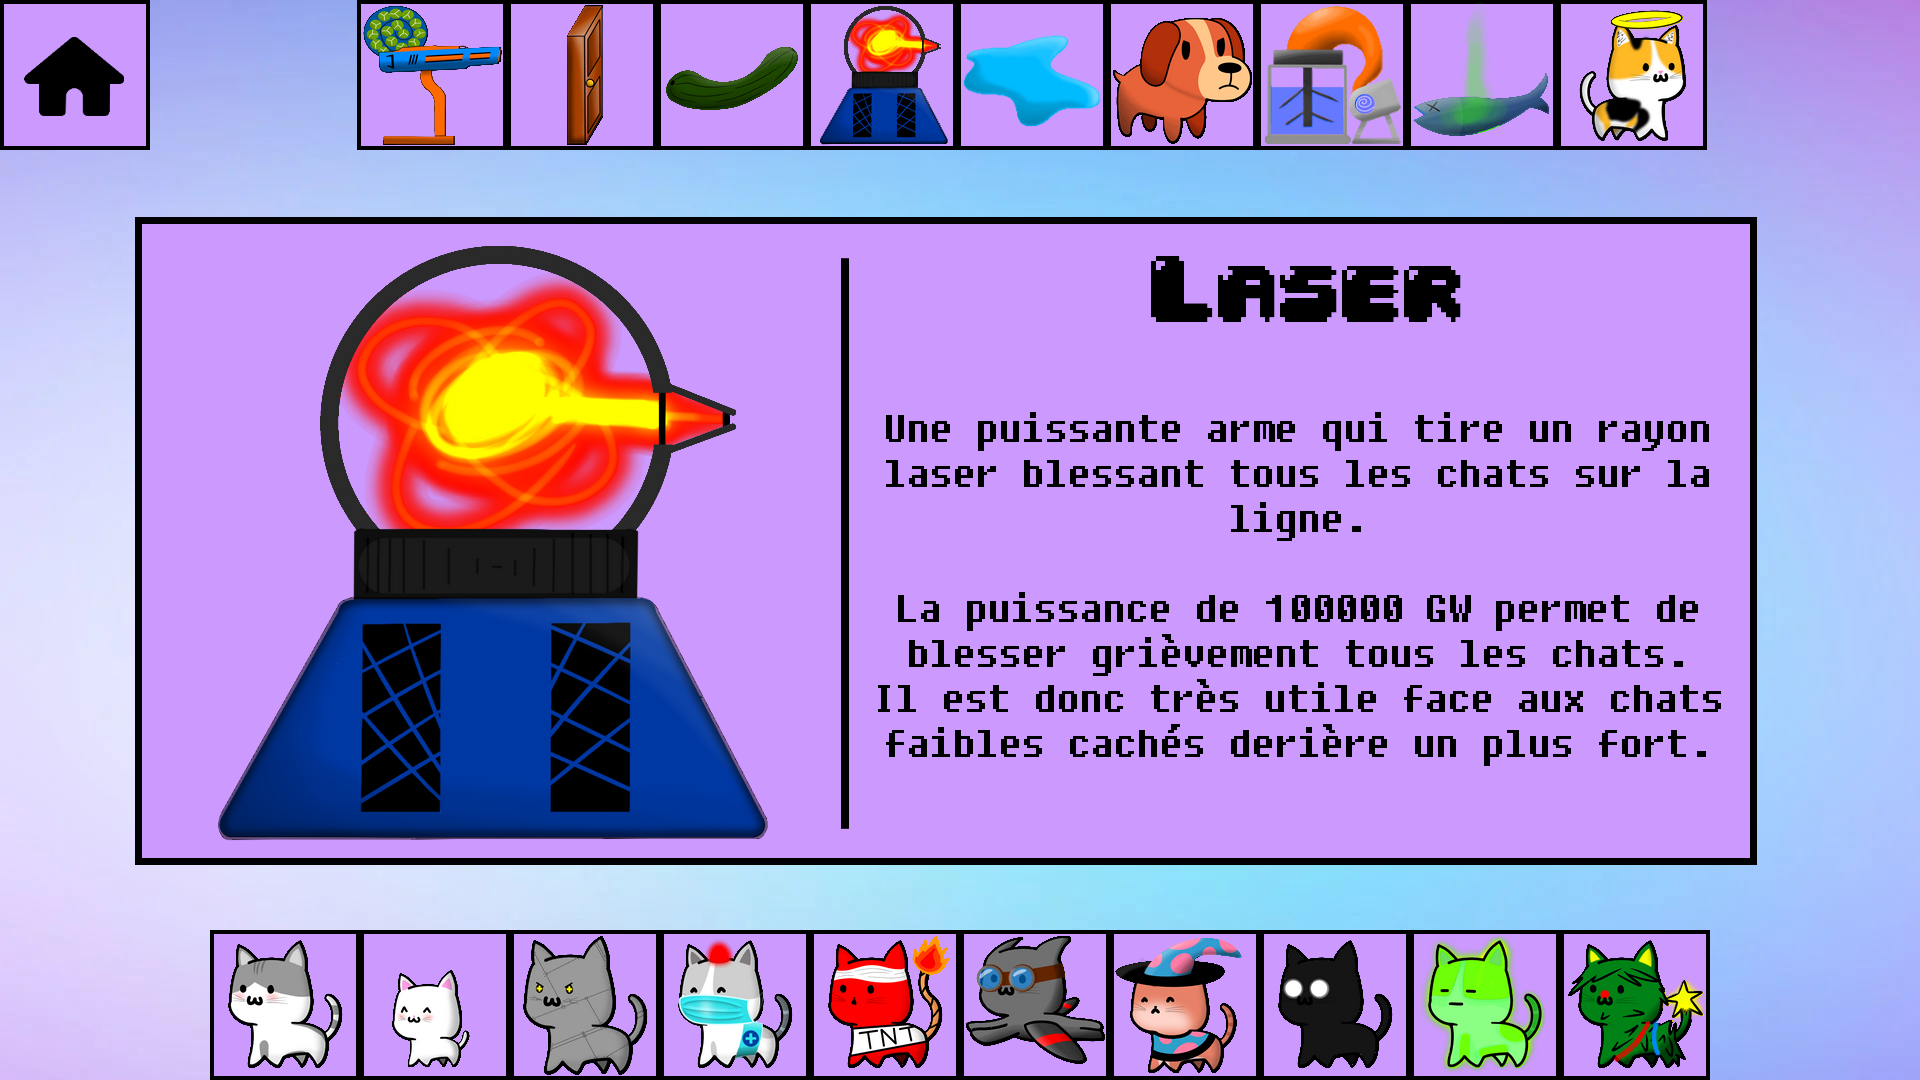 Laser
Une puissante arme qui tire un rayon
laser blessant tous les chats sur la
ligne.
La puissance de 100000 GW permet de
blesser grièvement tous les chats.
Il est donc très utile face aux chats
faibles cachés derière un plus fort.
TNT